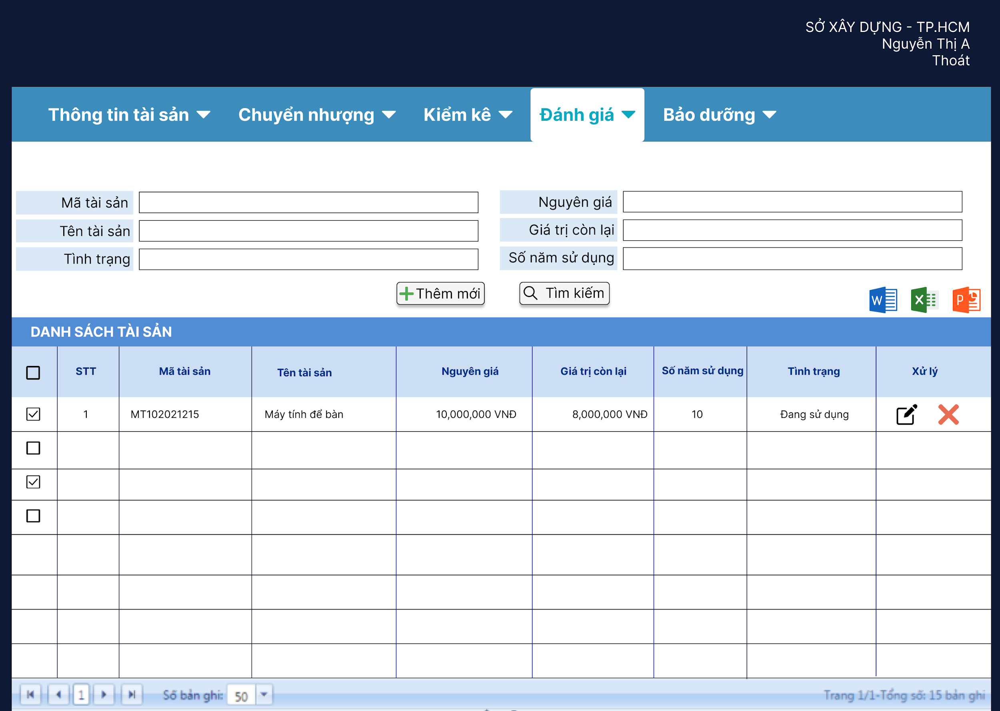 SỞ XÂY DỰNG - TP.HCM
Nguyễn Thị A
Thoát
Thông tin tài sản Chuyển nhượng Kiểm kê Đánh giá Bảo dưỡng
Mã tài sản Nguyên giá
Tên tài sản Giá trị còn lại
Tình trạng Số năm sử dụng
Thêm mới Tìm kiếm
W X P
DANH SÁCH TÀI SẢN
STT Mã tài sản Tên tài sản Nguyên giá Giá trị còn lại Số năm sử dụng Tình trạng Xử lý
1 MT102021215 Máy tính để bàn 10,000,000 VNĐ 8,000,000 VNĐ 10 Đang sử dụng
1 Số bản ghi: 50 Trang 1/1-Tổng số: 15 bản ghi